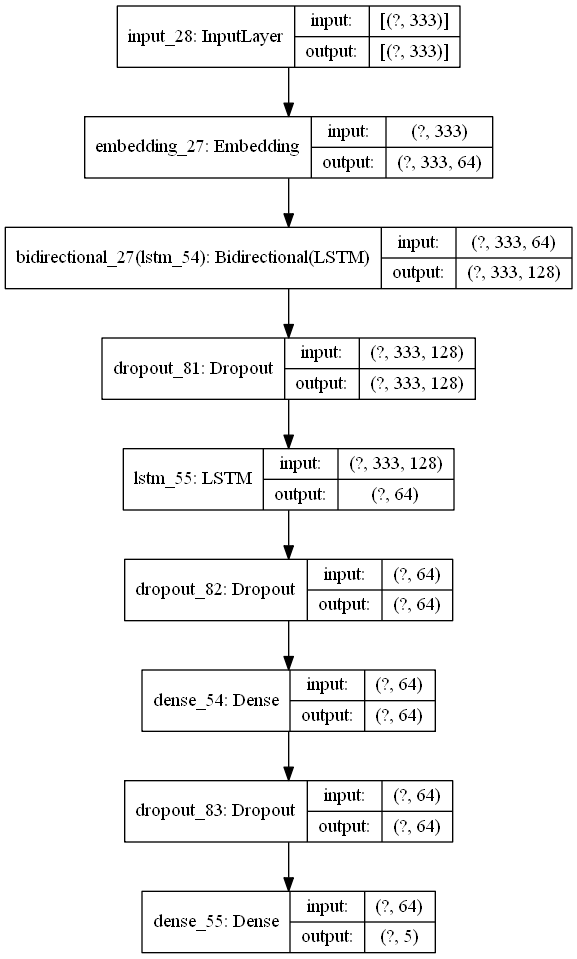 input_28: InputLayer input: [(?, 333)]
output: [(?, 333)]
embedding_27: Embedding input: (?, 333)
output: (?, 333, 64)
bidirectional_27(lstm_54): Bidirectional(LSTM) input: (?, 333, 64)
output: (?, 333, 128)
dropout_81: Dropout input: (?, 333, 128)
output: (?, 333, 128)
lstm_55: LSTM input: (?, 333, 128)
output: (?, 64)
dropout_82: Dropout input: (?, 64)
output: (?, 64)
dense_54: Dense input: (?, 64)
output: (?, 64)
dropout_83: Dropout input: (?, 64)
output: (?, 64)
dense_55: Dense input: (?, 64)
output: (?, 5)